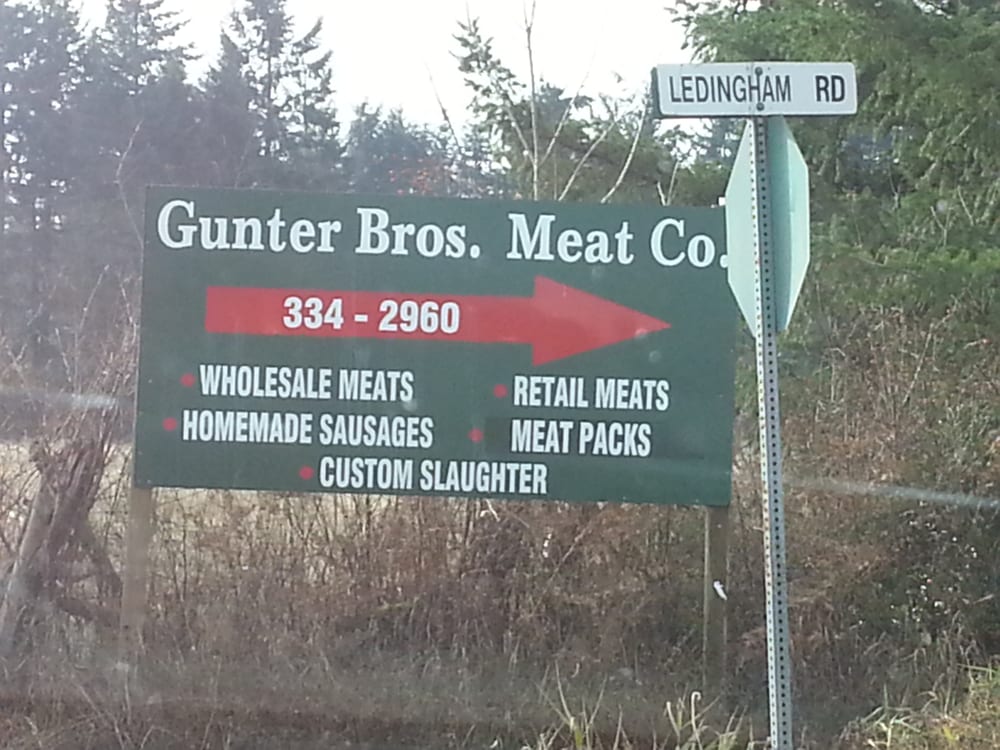 LEDINGHAM RD
Gunter Bros. Meat Co.
334 - 2960
• WHOLESALE MEATS • RETAIL MEATS
• HOMEMADE SAUSAGES • MEAT PACKS
• CUSTOM SLAUGHTER